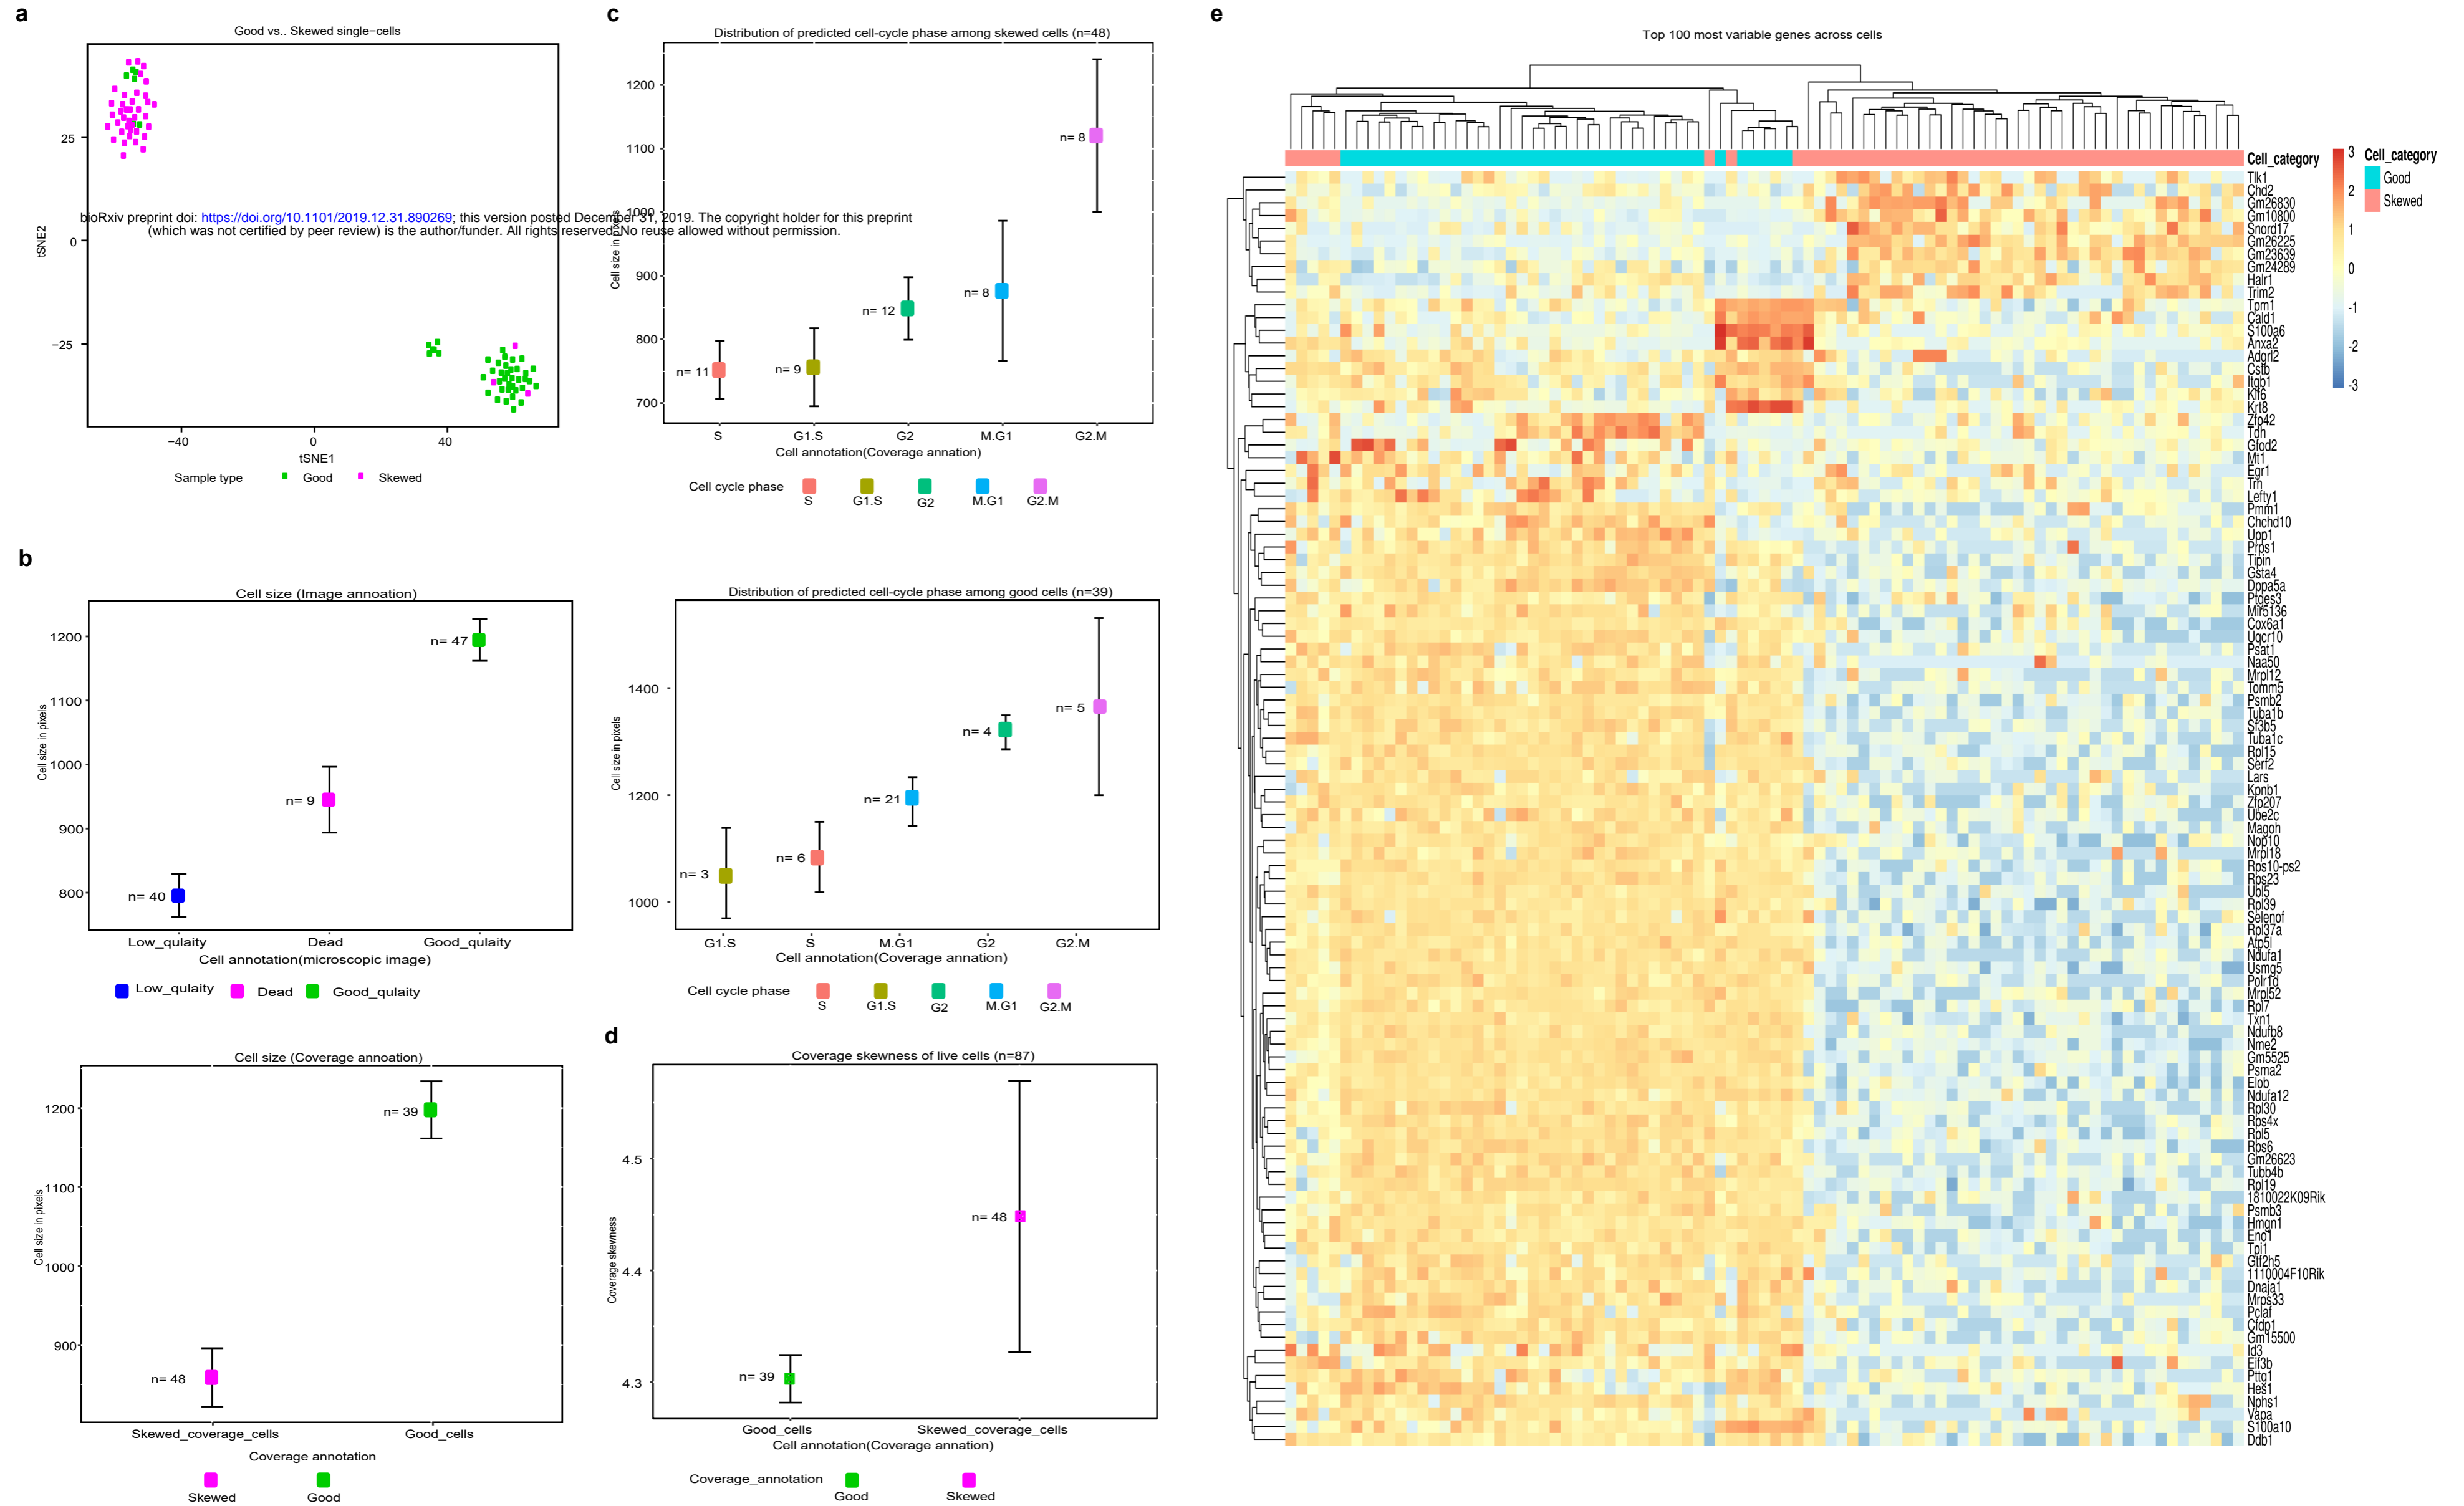 a
Good vs.. Skewed single−cells
25
0
−25
tSNE2
−40
0
40
tSNE1
Sample type
Good
Skewed
bioRxiv preprint doi: https://doi.org/10.1101/2019.12.31.890269; this version posted December 31, 2019. The copyright holder for this preprint
(which was not certified by peer review) is the author/funder. All rights reserved. No reuse allowed without permission.
b
Cell size (Image annoation)
1200
1100
1000
900
800
Cell size in pixels
n= 40
n= 9
n= 47
Low_qulaity
Dead
Good_qulaity
Cell annotation(microscopic image)
Low_qulaity
Dead
Good_qulaity
Cell size (Coverage annoation)
1200
1100
1000
900
Cell size in pixels
n= 48
n= 39
Skewed_coverage_cells
Good_cells
Coverage annotation
Skewed
Good
c
Distribution of predicted cell-cycle phase among skewed cells (n=48)
1200
1100
1000
900
800
700
Cell size in pixels
n= 11
n= 9
n= 12
n= 8
n= 8
S
G1.S
G2
M.G1
G2.M
Cell annotation(Coverage annation)
Cell cycle phase
S
G1.S
G2
M.G1
G2.M
Distribution of predicted cell-cycle phase among good cells (n=39)
1400
1200
1000
Cell size in pixels
n= 3
n= 6
n= 21
n= 4
n= 5
G1.S
S
M.G1
G2
G2.M
Cell annotation(Coverage annation)
Cell cycle phase
S
G1.S
G2
M.G1
G2.M
d
Coverage skewness of live cells (n=87)
4.5
4.4
4.3
Coverage skewness
n= 39
n= 48
Good_cells
Skewed_coverage_cells
Cell annotation(Coverage annation)
Coverage_annotation
Good
Skewed
e
Top 100 most variable genes across cells
Cell_category
Tlk1
Chd2
Gm26830
Gm10800
Snord17
Gm26225
Gm23639
Gm24289
Halr1
Trim2
Tpm1
Cald1
S100a6
Anxa2
Adgrl2
Cstb
Itgb1
Klf6
Krt8
Zfp42
Tdh
Gfod2
Mt1
Egr1
Trh
Lefty1
Pmm1
Chchd10
Upp1
Prps1
Tipin
Gsta4
Dppa5a
Ptges3
Mir5136
Cox6a1
Uqcr10
Psat1
Naa50
Mrpl12
Tomm5
Psmb2
Tuba1b
Sf3b5
Tuba1c
Rpl15
Serf2
Lars
Kpnb1
Zfp207
Ube2c
Magoh
Nop10
Mrpl18
Rps10-ps2
Rps23
Ubl5
Rpl39
Selenof
Rpl37a
Atp5l
Ndufa1
Usmg5
Polr1d
Mrpl52
Rpl7
Txn1
Ndufb8
Nme2
Gm5525
Psma2
Elob
Ndufa12
Rpl30
Rps4x
Rpl5
Rps6
Gm26623
Tubb4b
Rpl19
1810022K09Rik
Psmb3
Hmgn1
Eno1
Tpi1
Gtf2h5
1110004F10Rik
Dnaja1
Mrps33
Pclaf
Cfdp1
Gm15500
Id3
Eif3b
Pttg1
Hes1
Nphs1
Vapa
S100a10
Ddb1
3
2
1
0
-1
-2
-3
Cell_category
Good
Skewed